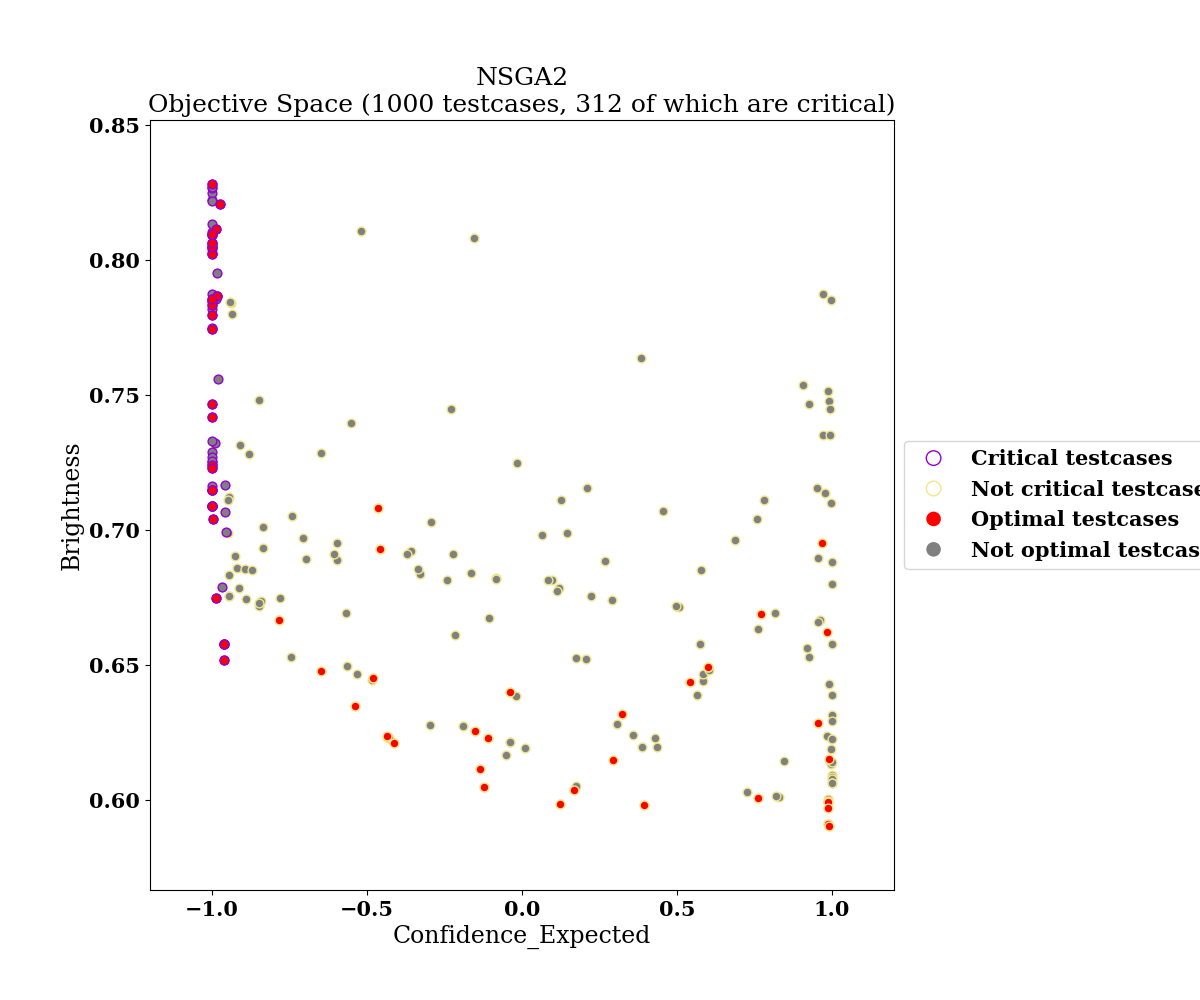 NSGA2
Objective Space (1000 testcases, 312 of which are critical)
0.85
0.80
0.75
0.70
0.65
0.60
Brightness
−1.0
−0.5
0.0
0.5
1.0
Confidence_Expected
Critical testcases
Not critical testcase
Optimal testcases
Not optimal testcas